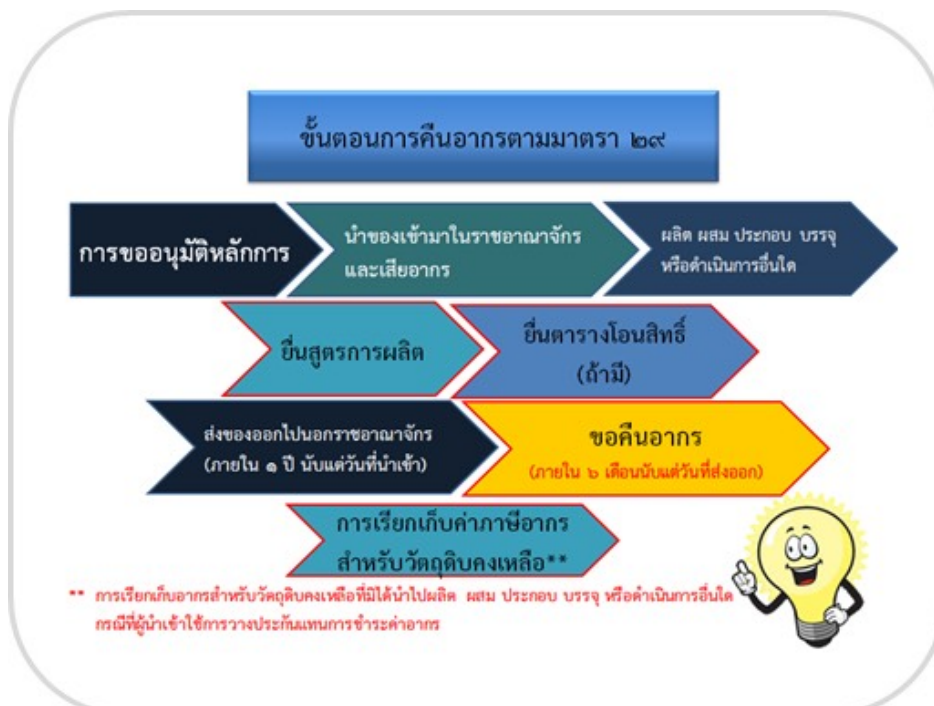 ขั้นตอนการคืนอากรตามมาตรา ๒๙
การขออนุมัติหลักการ
นำของเข้ามาในราชอาณาจักร
และเสียอากร
ผลิต ผสม ประกอบ บรรจุ
หรือดำเนินการอื่นใด
ยื่นสูตรการผลิต
ยื่นตารางโอนสิทธิ์
(ถ้ามี)
ส่งของออกไปนอกราชอาณาจักร
(ภายใน ๑ ปี นับแต่วันที่นำเข้า)
ขอคืนอากร
(ภายใน ๖ เดือนนับแต่วันที่ส่งออก)
การเรียกเก็บค่าภาษีอากร
สำหรับวัตถุดิบคงเหลือ**
** การเรียกเก็บอากรสำหรับวัตถุดิบคงเหลือที่มิได้นำไปผลิต ผสม ประกอบ บรรจุ หรือดำเนินการอื่นใด
กรณีที่ผู้นำเข้าใช้การวางประกันแทนการชำระค่าอากร